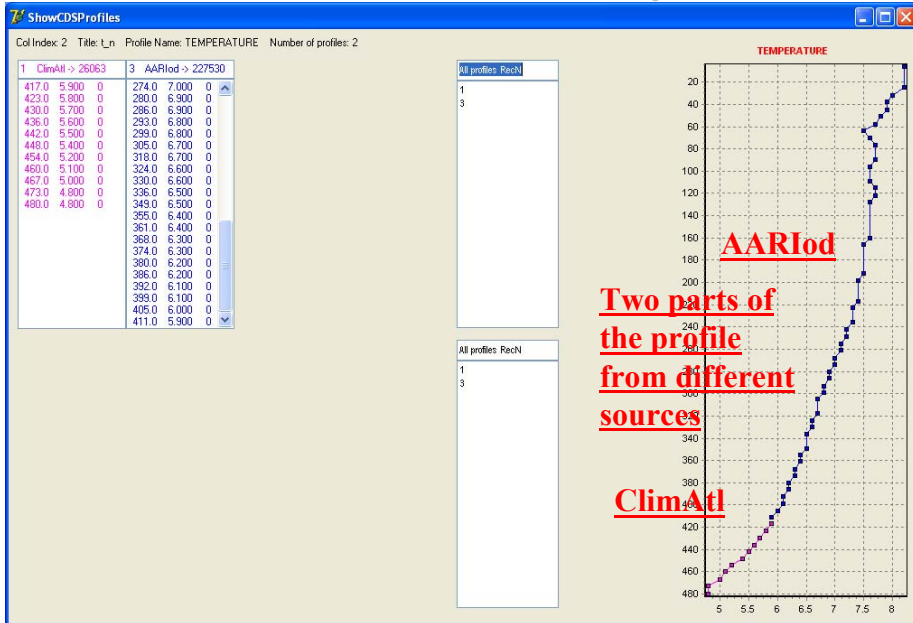 ShowCDSProfiles
Col Index: 2 Title: t_n Profile Name: TEMPERATURE Number of profiles: 2
1 ClimAtl -> 26063
417.0 5.900 0
423.0 5.800 0
430.0 5.700 0
436.0 5.600 0
442.0 5.500 0
448.0 5.400 0
454.0 5.200 0
460.0 5.100 0
467.0 5.000 0
473.0 4.800 0
480.0 4.800 0
3 AARIod -> 227530
274.0 7.000 0
280.0 6.900 0
286.0 6.900 0
293.0 6.800 0
299.0 6.800 0
305.0 6.700 0
318.0 6.700 0
324.0 6.600 0
330.0 6.600 0
336.0 6.500 0
349.0 6.500 0
355.0 6.400 0
361.0 6.400 0
368.0 6.300 0
374.0 6.300 0
380.0 6.200 0
386.0 6.200 0
392.0 6.100 0
399.0 6.100 0
405.0 6.000 0
411.0 5.900 0
All profiles RecN
1
3
All profiles RecN
1
3
TEMPERATURE
20
40
60
80
100
120
140
160
180
200
220
240
260
280
300
320
340
360
380
400
420
440
460
480
5 5.5 6 6.5 7 7.5 8
AARIod
Two parts of
the profile
from different
sources
ClimAtl